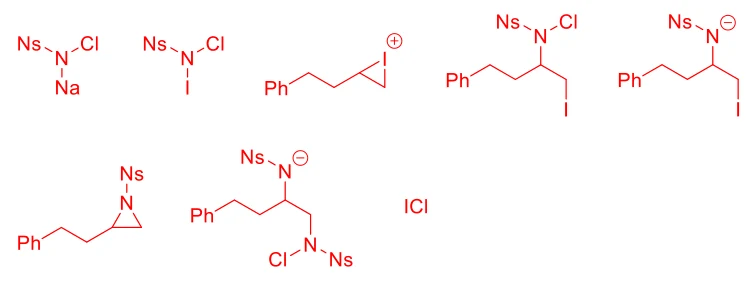 Ns N Cl Na
Ns N Cl I
Ph I +
Ns N Cl Ph I
Ns N − Ph I
Ns N Ph
Ns N − Ph N Cl Ns
ICl